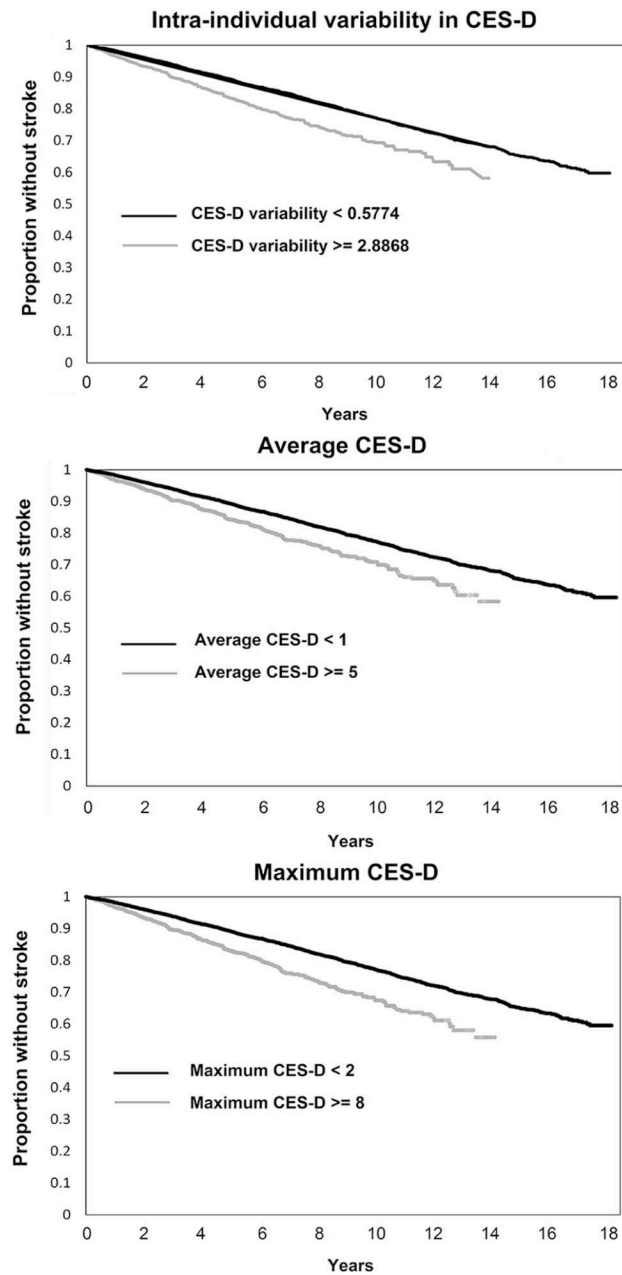 Intra-individual variability in CES-D
Proportion without stroke
1
0.9
0.8
0.7
0.6
0.5
0.4
0.3
0.2
0.1
0
CES-D variability < 0.5774
CES-D variability >= 2.8868
0 2 4 6 8 10 12 14 16 18
Years
Average CES-D
Proportion without stroke
1
0.9
0.8
0.7
0.6
0.5
0.4
0.3
0.2
0.1
0
Average CES-D < 1
Average CES-D >= 5
0 2 4 6 8 10 12 14 16 18
Years
Maximum CES-D
Proportion without stroke
1
0.9
0.8
0.7
0.6
0.5
0.4
0.3
0.2
0.1
0
Maximum CES-D < 2
Maximum CES-D >= 8
0 2 4 6 8 10 12 14 16 18
Years